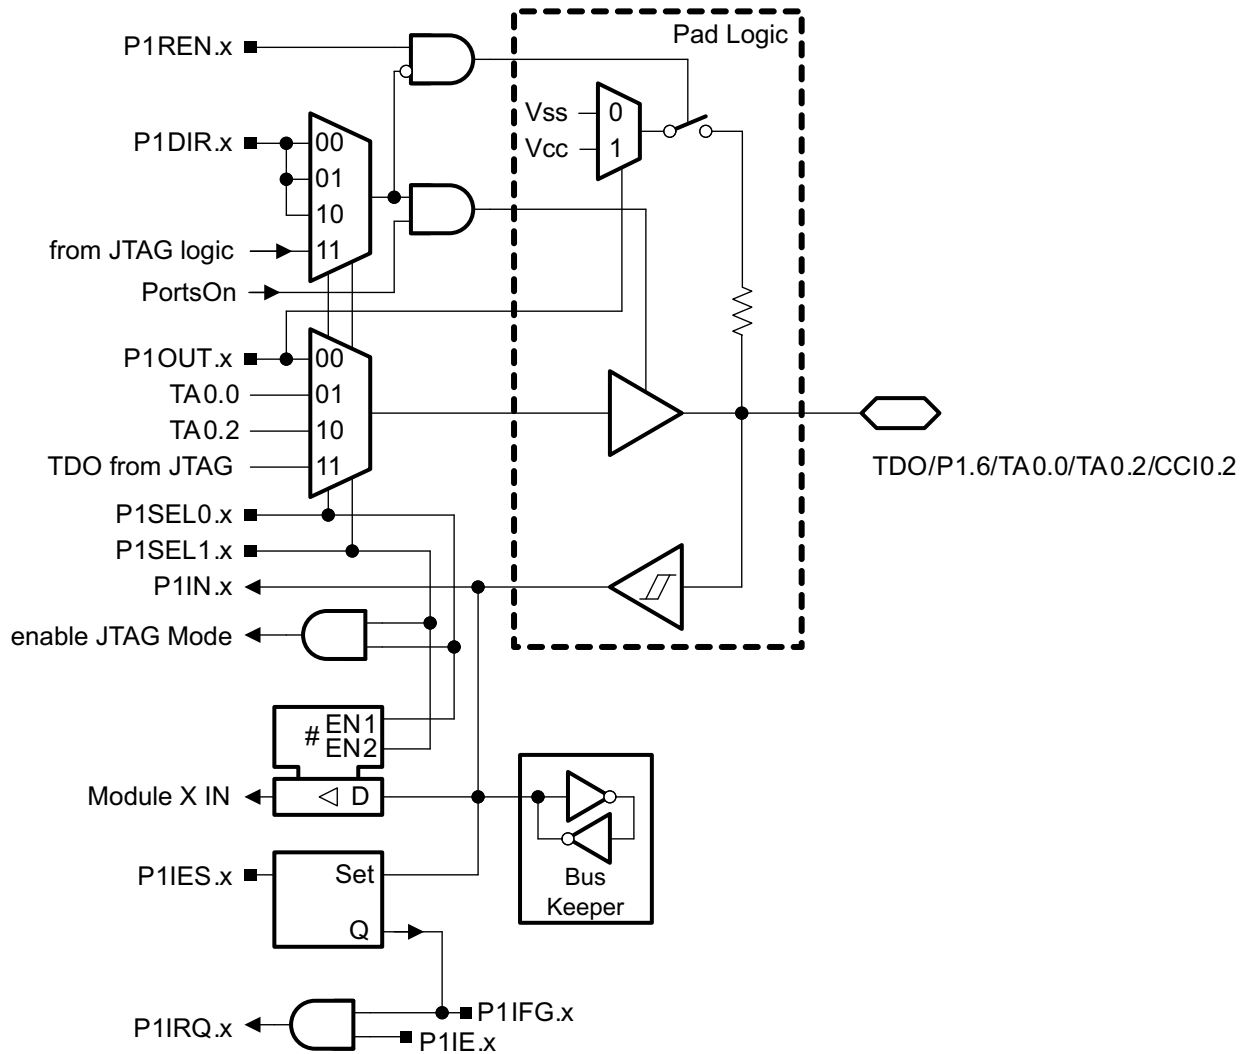 P1REN.x
Pad Logic
Vss
0
Vcc
1
P1DIR.x
00
01
10
from JTAG logic
11
PortsOn
P1OUT.x
00
TA0.0
01
TA0.2
10
TDO from JTAG
11
TDO/P1.6/TA0.0/TA0.2/CCI0.2
P1SEL0.x
P1SEL1.x
P1IN.x
enable JTAG Mode
# EN1
EN2
Module X IN
D
Bus
Keeper
P1IES.x
Set
Q
P1IRQ.x
P1IFG.x
P1IE.x